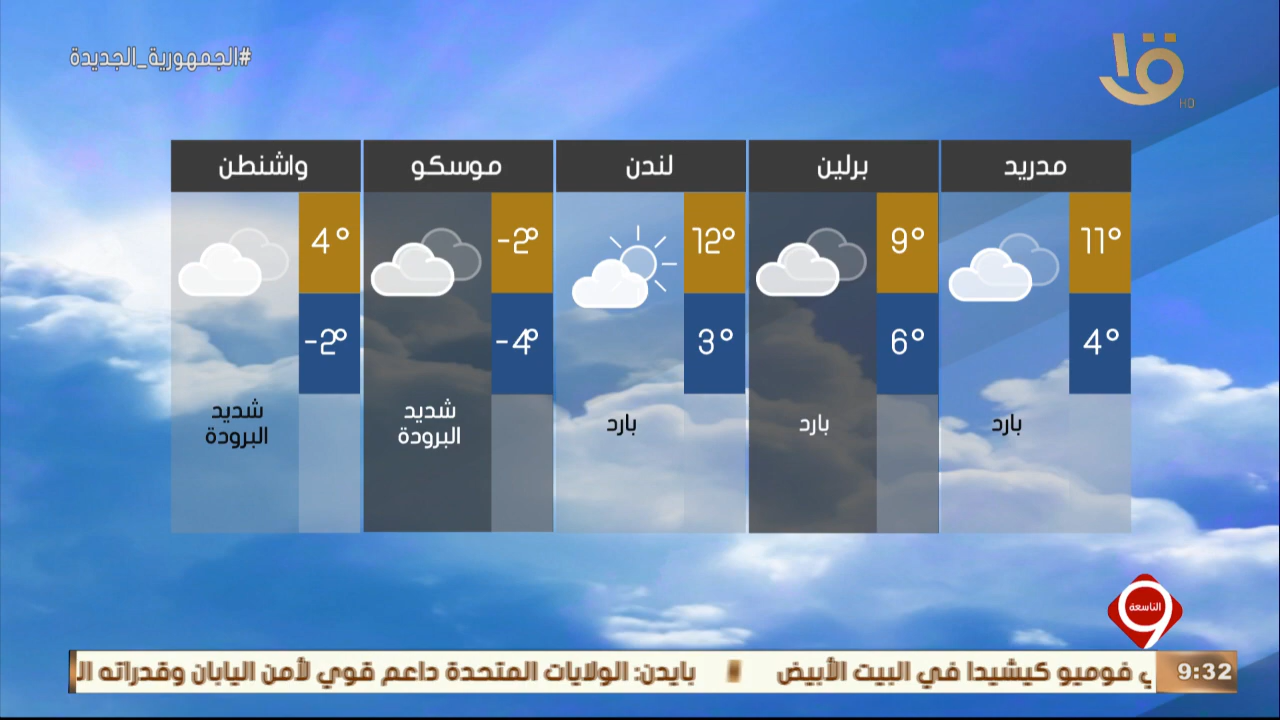 #الجمهورية_الجديدة
HD
مدريد
11°
4°
بارد
برلين
9°
6°
بارد
لندن
12°
3°
بارد
موسكو
-2°
-4°
شديد
البرودة
واشنطن
4°
-2°
شديد
البرودة
التاسعة
9
9:32
فوميو كيشيدا في البيت الأبيض
بايدن: الولايات المتحدة داعم قوي لأمن اليابان وقدراته